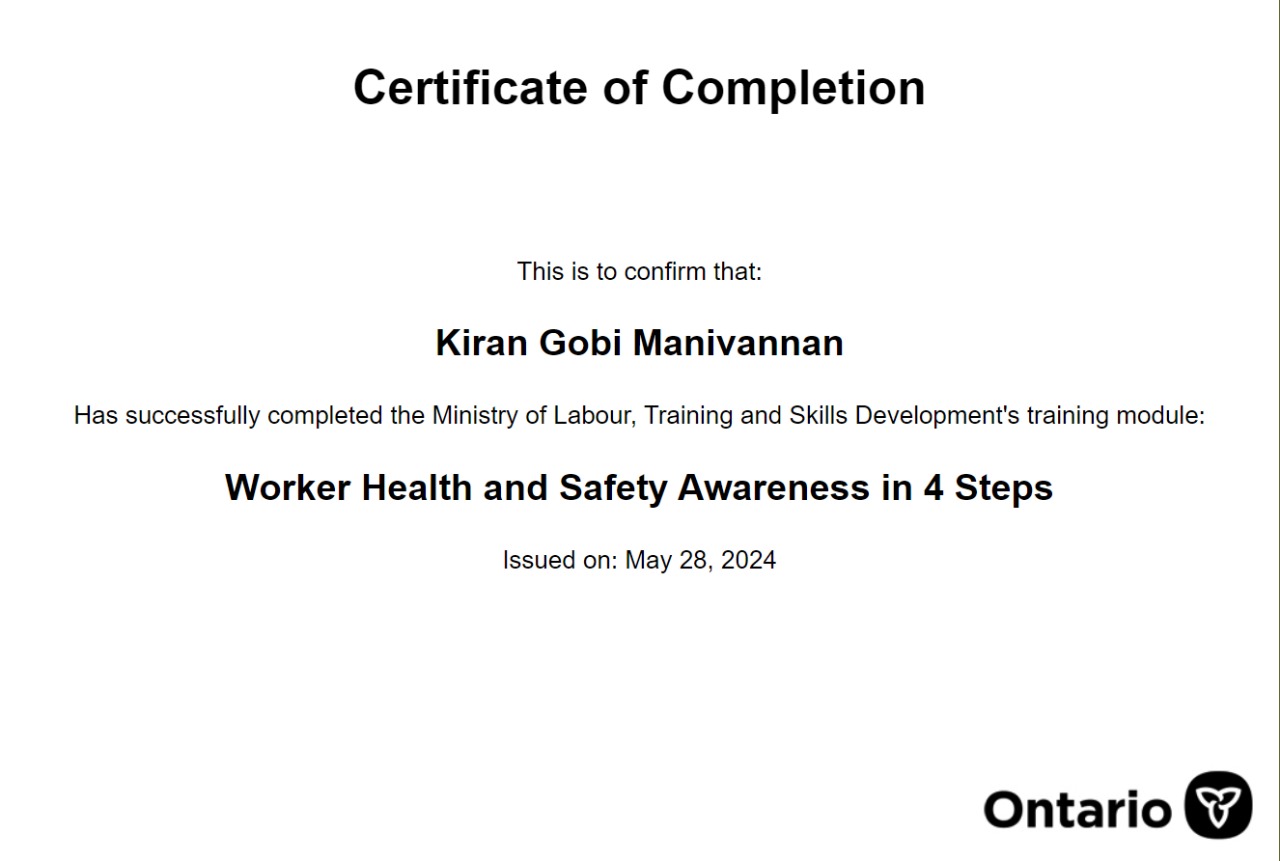 Certificate of Completion
This is to confirm that:
Kiran Gobi Manivannan
Has successfully completed the Ministry of Labour, Training and Skills Development's training module:
Worker Health and Safety Awareness in 4 Steps
Issued on: May 28, 2024
Ontario